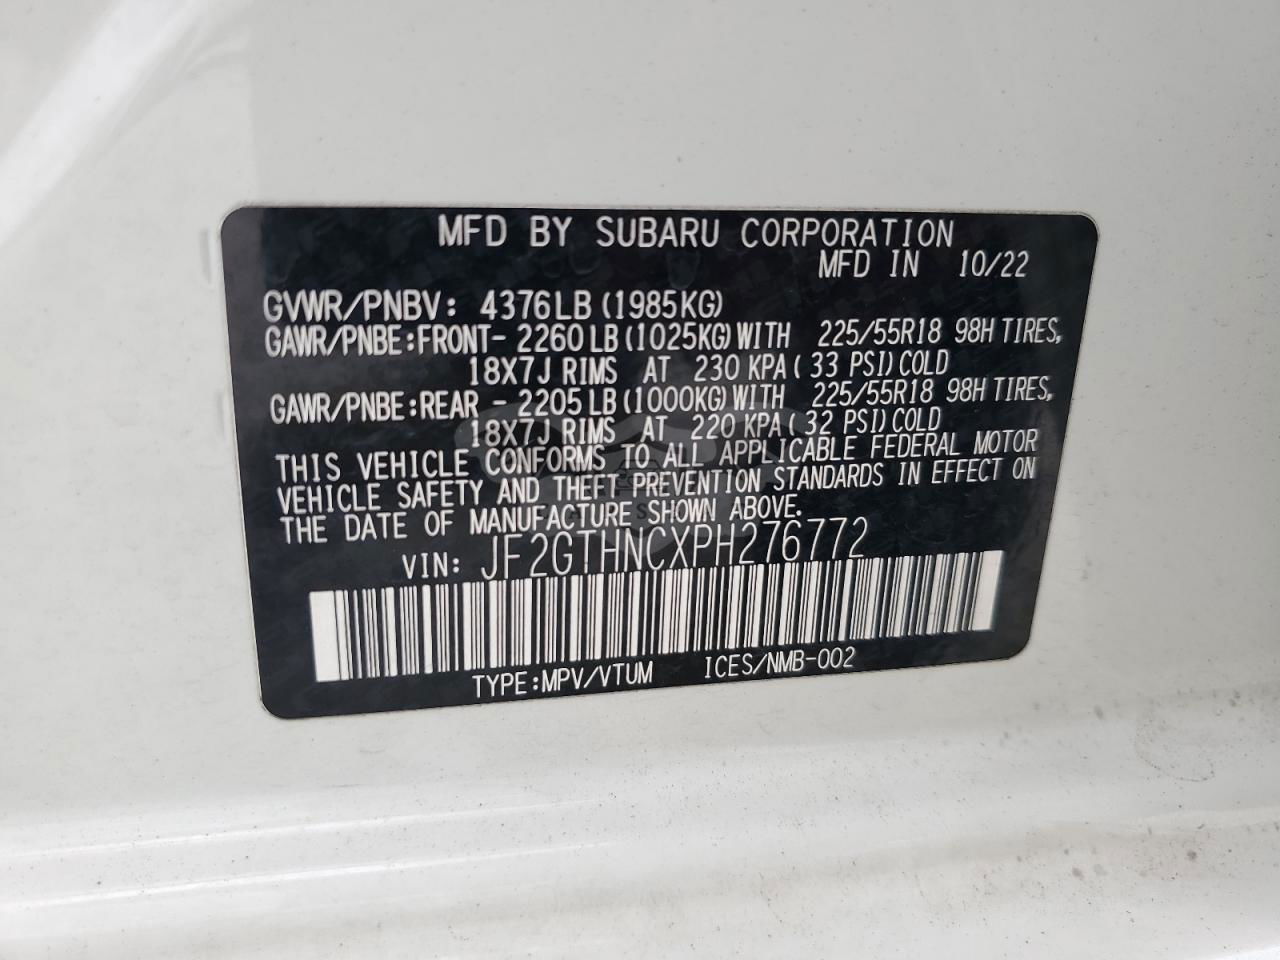 MFD BY SUBARU CORPORATION
MFD IN 10/22
GVWR/PNBV: 4376LB (1985KG)
GAWR/PNBE:FRONT- 2260LB (1025KG) WITH 225/55R18 98H TIRES,
18X7J RIMS AT 230 KPA ( 33 PSI) COLD
GAWR/PNBE:REAR - 2205LB (1000KG) WITH 225/55R18 98H TIRES,
18X7J RIMS AT 220 KPA ( 32 PSI) COLD
THIS VEHICLE CONFORMS TO ALL APPLICABLE FEDERAL MOTOR
VEHICLE SAFETY AND THEFT PREVENTION STANDARDS IN EFFECT ON
THE DATE OF MANUFACTURE SHOWN ABOVE.
VIN: JF2GTHNCXPH276772
TYPE:MPV/VTUM ICES/NMB-002